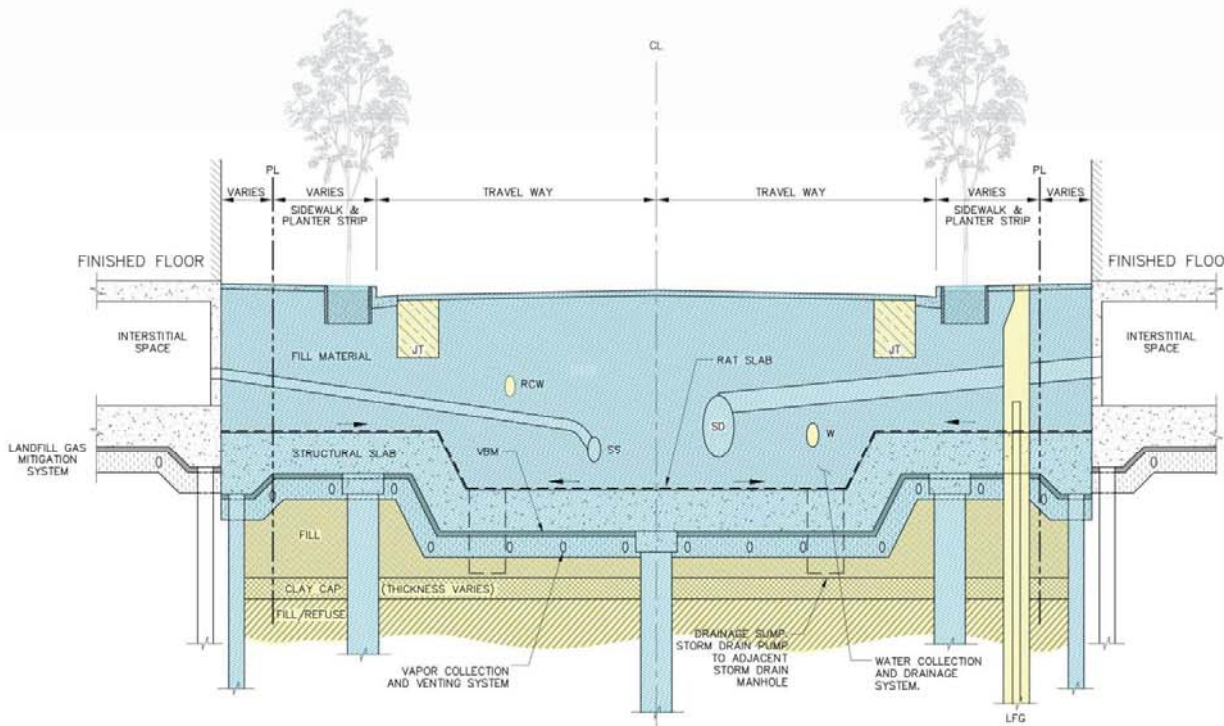 CL
PL
PL
VARIES
VARIES
TRAVEL WAY
TRAVEL WAY
VARIES
VARIES
SIDEWALK &
PLANTER STRIP
SIDEWALK &
PLANTER STRIP
FINISHED FLOOR
FINISHED FLOO
JT
JT
INTERSTITIAL
SPACE
FILL MATERIAL
RAT SLAB
INTERSTITIAL
SPACE
RCW
SD
W
SS
LANDFILL GAS
MITIGATION
SYSTEM
STRUCTURAL SLAB
VBM
FILL
CLAY CAP
(THICKNESS VARIES)
FILL/REFUSE
VAPOR COLLECTION
AND VENTING SYSTEM
DRAINAGE SUMP.
STORM DRAIN PUMP
TO ADJACENT
STORM DRAIN
MANHOLE
WATER COLLECTION
AND DRAINAGE
SYSTEM.
LFG